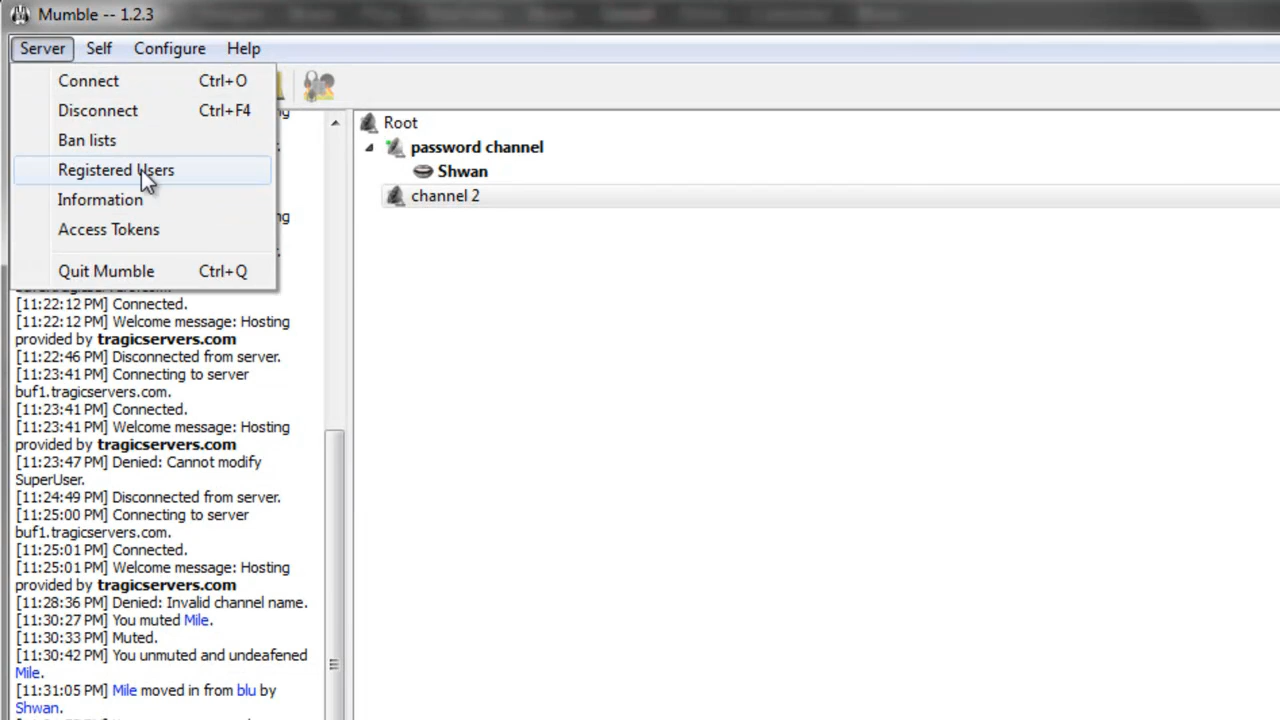 Mumble -- 1.2.3
Server Self Configure Help
Connect Ctrl+O
Disconnect Ctrl+F4
Ban lists
Registered Users
Information
Access Tokens
Quit Mumble Ctrl+Q
Root
password channel
Shwan
channel 2
[11:22:12 PM] Connected.
[11:22:12 PM] Welcome message: Hosting
provided by tragicservers.com
[11:22:46 PM] Disconnected from server.
[11:23:41 PM] Connecting to server
buf1.tragicservers.com.
[11:23:41 PM] Connected.
[11:23:41 PM] Welcome message: Hosting
provided by tragicservers.com
[11:23:47 PM] Denied: Cannot modify
SuperUser.
[11:24:49 PM] Disconnected from server.
[11:25:00 PM] Connecting to server
buf1.tragicservers.com.
[11:25:01 PM] Connected.
[11:25:01 PM] Welcome message: Hosting
provided by tragicservers.com
[11:28:36 PM] Denied: Invalid channel name.
[11:30:27 PM] You muted Mile.
[11:30:33 PM] Muted.
[11:30:42 PM] You unmuted and undeafened
Mile.
[11:31:05 PM] Mile moved in from blu by
Shwan.